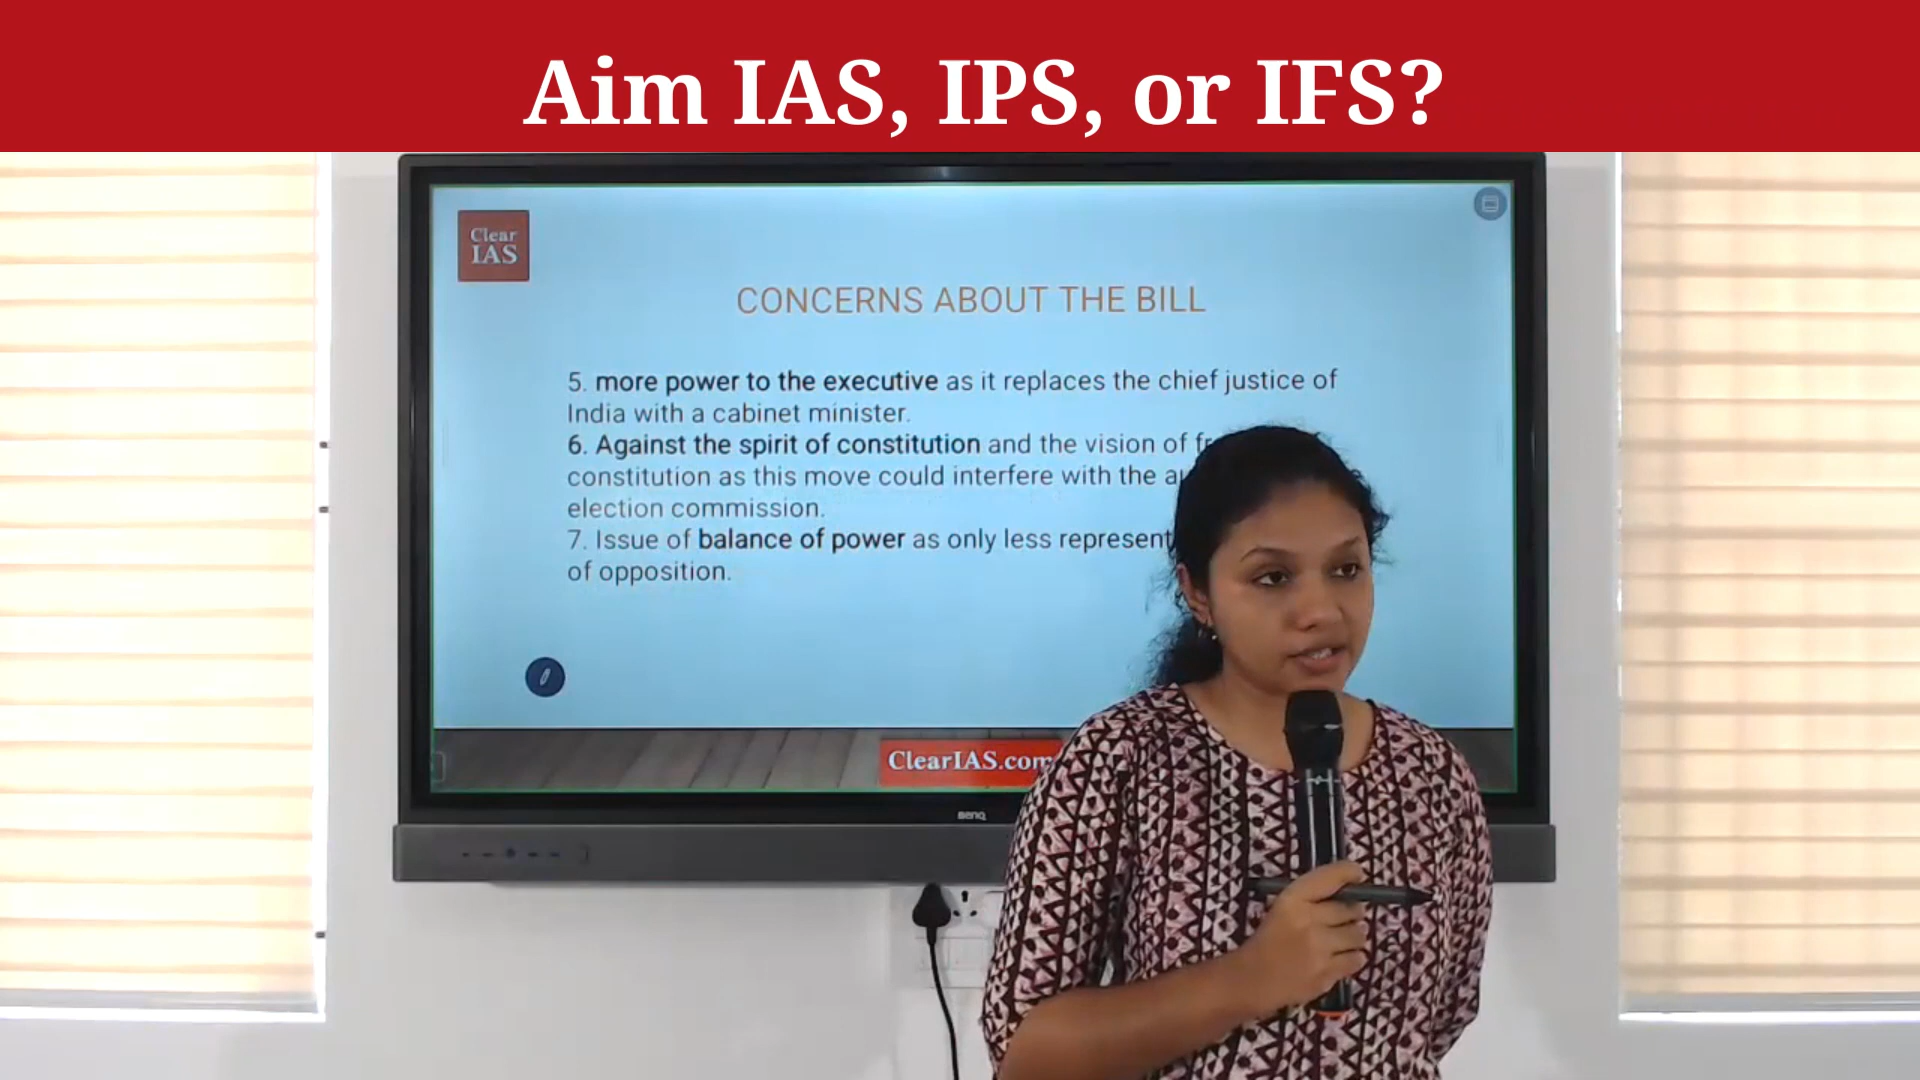 Aim IAS, IPS, or IFS?
Clear
IAS
CONCERNS ABOUT THE BILL
5. more power to the executive as it replaces the chief justice of
India with a cabinet minister.
6. Against the spirit of constitution and the vision of
constitution as this move could interfere with the
election commission.
7. Issue of balance of power as only less
of opposition.
ClearIAS.com
BenQ